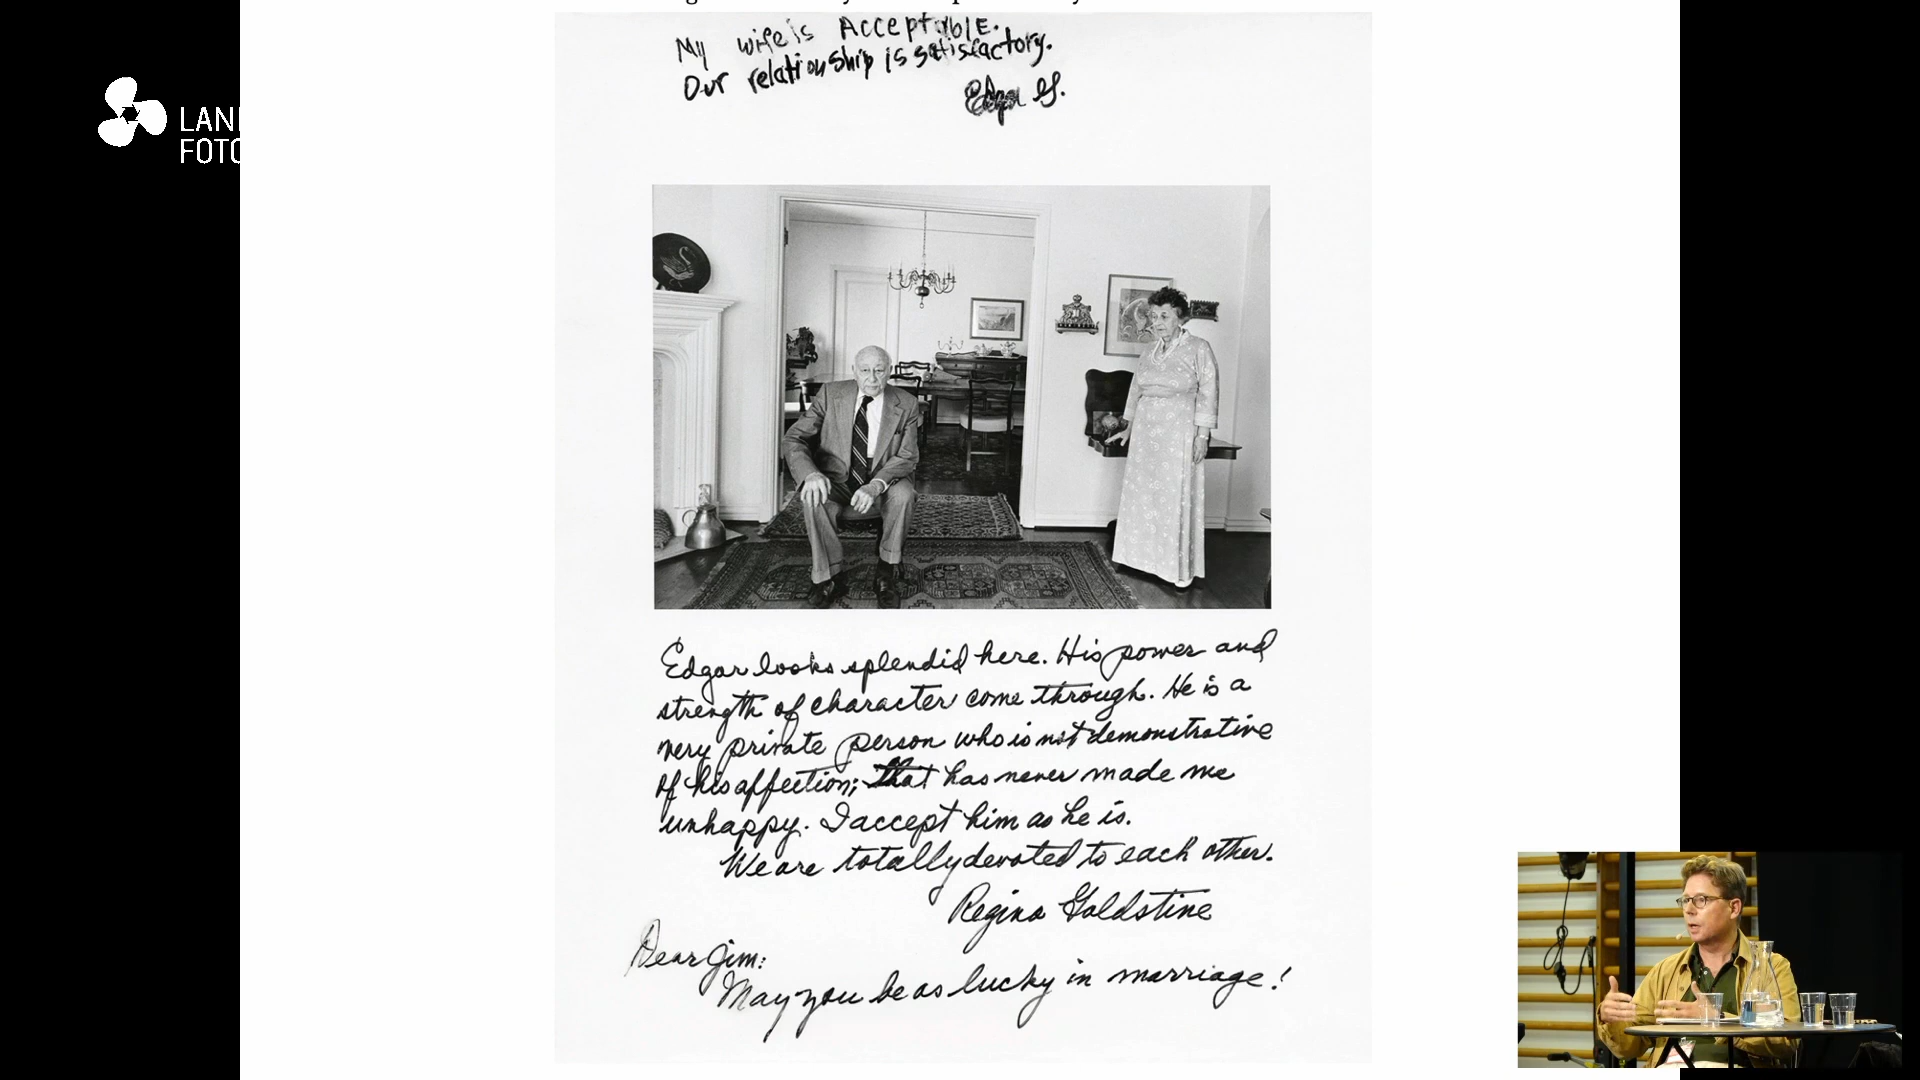 My wife is AcceptablE.
Our relationship is satisfactory.
Edgar G.
LAN
FOTO
Edgar looks splendid here. His power and
strength of character come through. He is a
very private person who is not demonstrative
of his affection; that has never made me
unhappy. I accept him as he is.
We are totally devoted to each other.
Regina Goldstine
Dear Jim:
May you be as lucky in marriage!